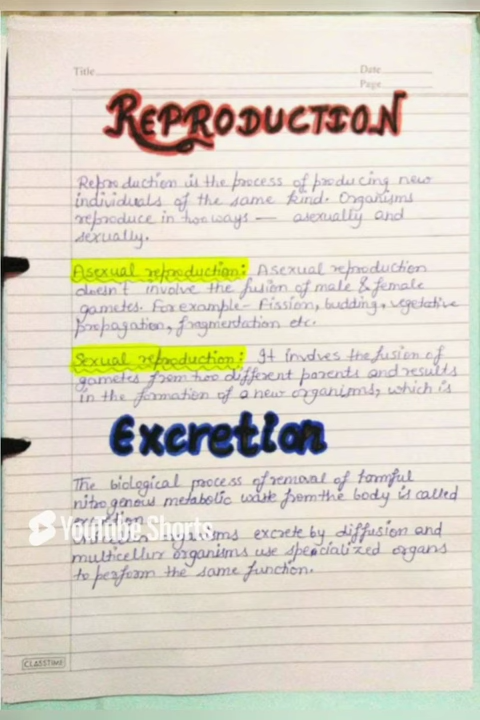 Title
Date
Page
REPRODUCTION
Reproduction is the process of producing new
individuals of the same kind. Organisms
reproduce in two ways — asexually and
sexually.
Asexual reproduction: Asexual reproduction
doesn't involve the fusion of male & female
gametes. For example- Fission, budding, vegetative
propagation, fragmentation etc.
Sexual reproduction: It involves the fusion of
gametes from two different parents and results
in the formation of a new organisms, which is
Excretion
The biological process of removal of harmful
nitrogenous metabolic waste from the body is called
YouTube Shorts
excrete by diffusion and
multicellur organisms use specialized organs
to perform the same function.
CLASSTIME